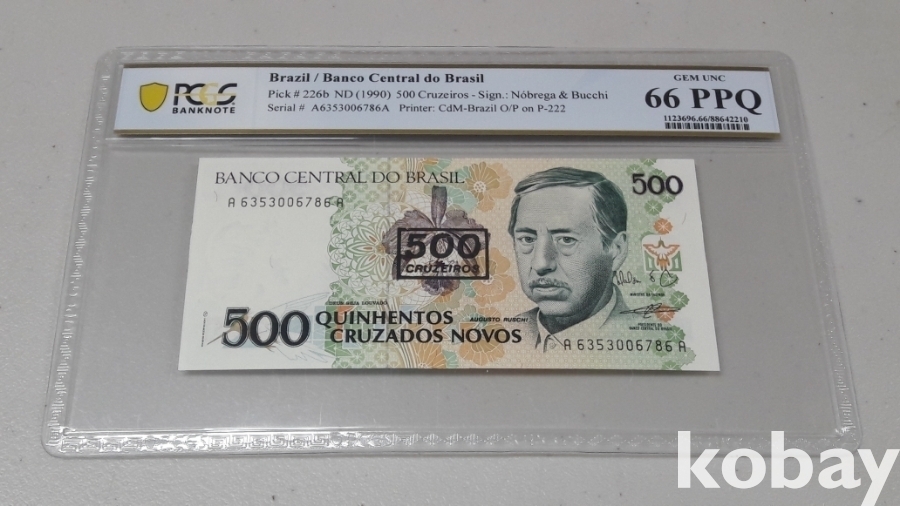 PCGS
BANKNOTE
Brazil / Banco Central do Brasil
Pick # 226b ND (1990) 500 Cruzeiros - Sign.: Nóbrega & Bucchi
Serial # A6353006786A Printer: CdM-Brazil O/P on P-222
GEM UNC
66 PPQ
1123696.66/88642210
BANCO CENTRAL DO BRASIL
500
A 6353006786 A
500
CRUZEIROS
AUGUSTO RUSCHI
500 QUINHENTOS
CRUZADOS NOVOS
A 6353006786 A
kobay